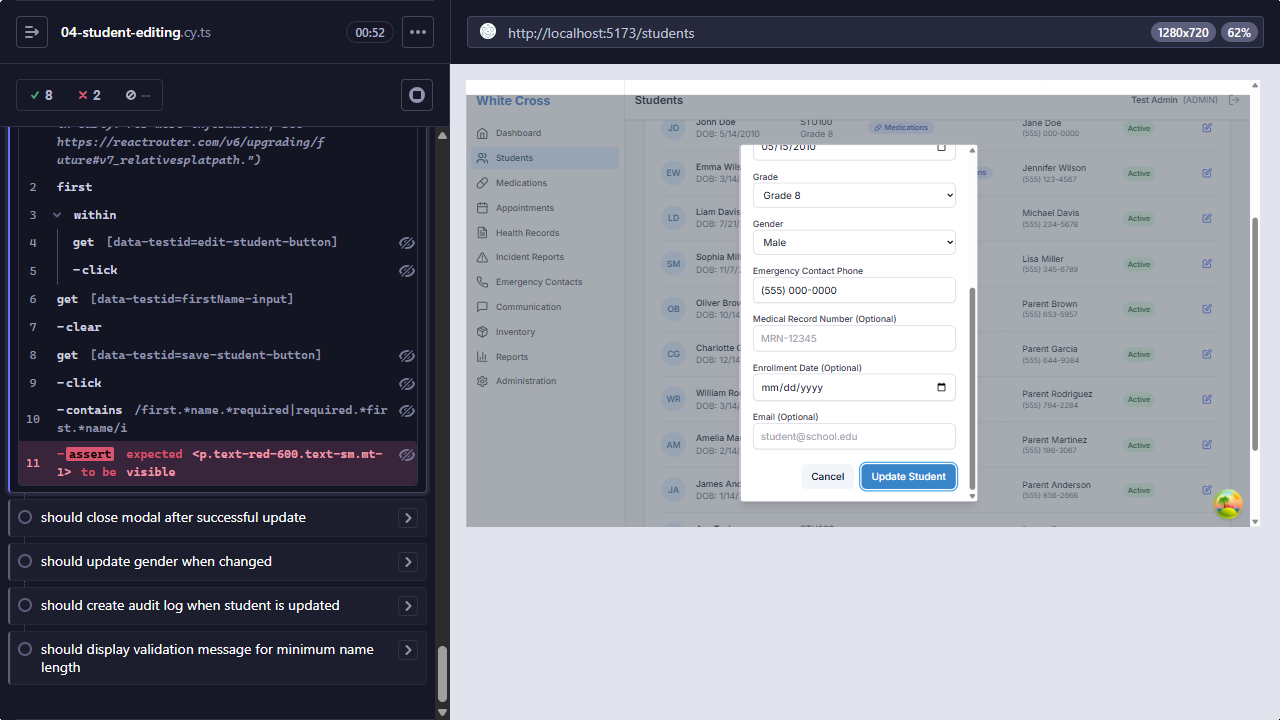 04-student-editing.cy.ts
00:52
8
2
--
https://reactrouter.com/v6/upgrading/f
uture#v7_relativesplatpath.")
2 first
3 within
4 get [data-testid=edit-student-button]
5 -click
6 get [data-testid=firstName-input]
7 -clear
8 get [data-testid=save-student-button]
9 -click
10 -contains /first.*name.*required|required.*fir
st.*name/i
11 -assert expected <p.text-red-600.text-sm.mt-
1> to be visible
should close modal after successful update
should update gender when changed
should create audit log when student is updated
should display validation message for minimum name
length
http://localhost:5173/students
1280x720
62%
White Cross
Students
Test Admin (ADMIN)
Dashboard
Students
Medications
Appointments
Health Records
Incident Reports
Emergency Contacts
Communication
Inventory
Reports
Administration
JD
John Doe
DOB: 5/14/2010
STU100
Grade 8
Medications
Jane Doe
(555) 000-0000
Active
EW
Emma Wils
DOB: 3/14/
Jennifer Wilson
(555) 123-4567
Active
LD
Liam Davis
DOB: 7/21/
Michael Davis
(555) 234-5678
Active
SM
Sophia Mil
DOB: 11/7/
Lisa Miller
(555) 345-6789
Active
OB
Oliver Brow
DOB: 10/14
Parent Brown
(555) 653-5957
Active
CG
Charlotte G
DOB: 12/14
Parent Garcia
(555) 644-9384
Active
WR
William Ro
DOB: 3/14/
Parent Rodriguez
(555) 794-2284
Active
AM
Amelia Ma
DOB: 2/14/
Parent Martinez
(555) 196-3067
Active
JA
James And
DOB: 1/14/
Parent Anderson
(555) 856-2666
Active
05/15/2010
Grade
Grade 8
Gender
Male
Emergency Contact Phone
(555) 000-0000
Medical Record Number (Optional)
MRN-12345
Enrollment Date (Optional)
mm/dd/yyyy
Email (Optional)
student@school.edu
Cancel
Update Student